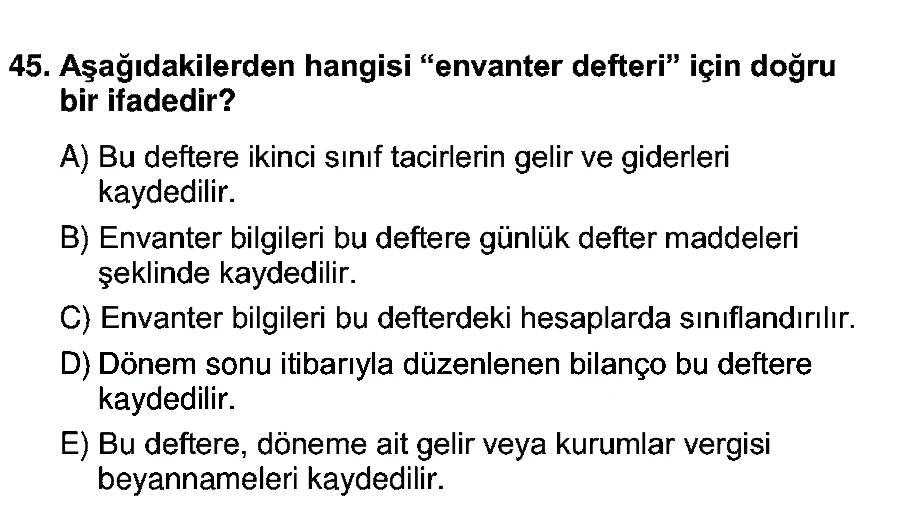 45. Aşağıdakilerden hangisi “envanter defteri” için doğru
bir ifadedir?
A) Bu deftere ikinci sınıf tacirlerin gelir ve giderleri
kaydedilir.
B) Envanter bilgileri bu deftere günlük defter maddeleri
şeklinde kaydedilir.
C) Envanter bilgileri bu defterdeki hesaplarda sınıflandırılır.
D) Dönem sonu itibarıyla düzenlenen bilanço bu deftere
kaydedilir.
E) Bu deftere, döneme ait gelir veya kurumlar vergisi
beyannameleri kaydedilir.